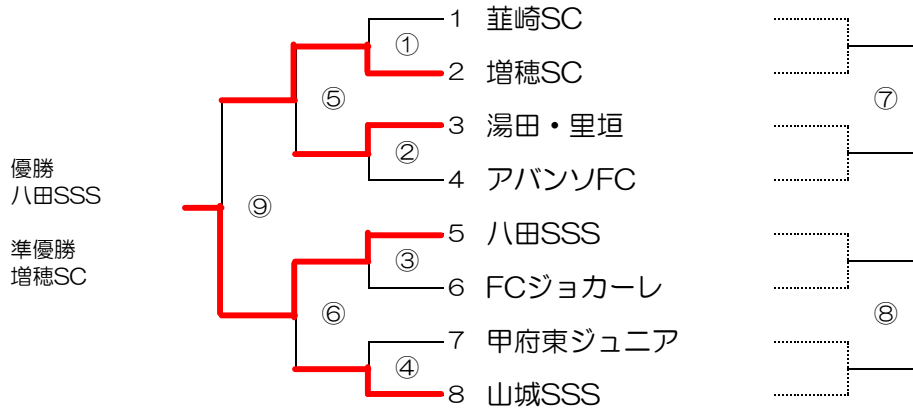 1 韮崎SC
①
2 増穂SC
⑤
⑦
3 湯田・里垣
②
4 アバンソFC
優勝
八田SSS
⑨
5 八田SSS
準優勝
増穂SC
③
6 FCジョカーレ
⑥
⑧
7 甲府東ジュニア
④
8 山城SSS